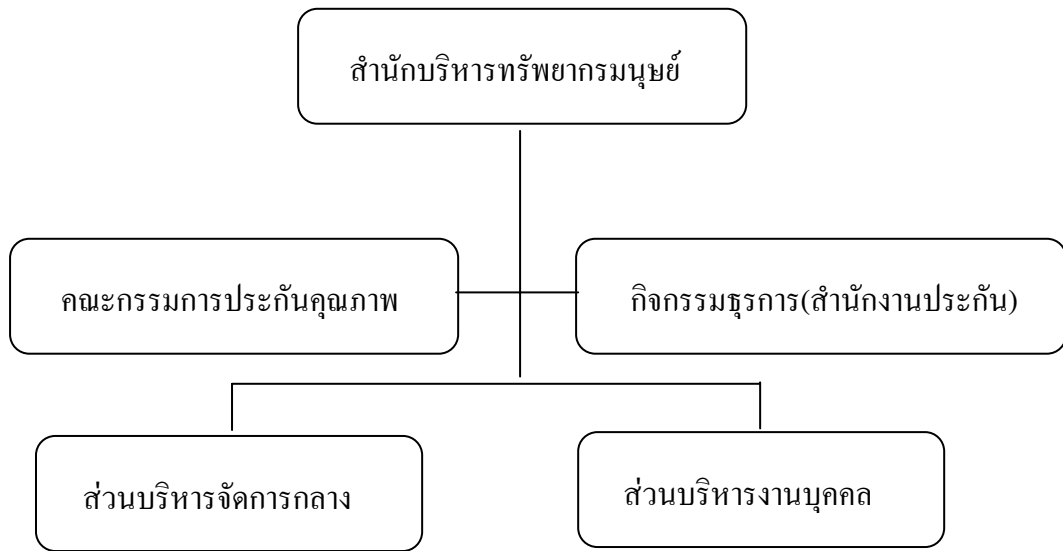 สำนักบริหารทรัพยากรมนุษย์
คณะกรรมการประกันคุณภาพ
กิจกรรมธุรการ(สำนักงานประกัน)
ส่วนบริหารจัดการกลาง
ส่วนบริหารงานบุคคล